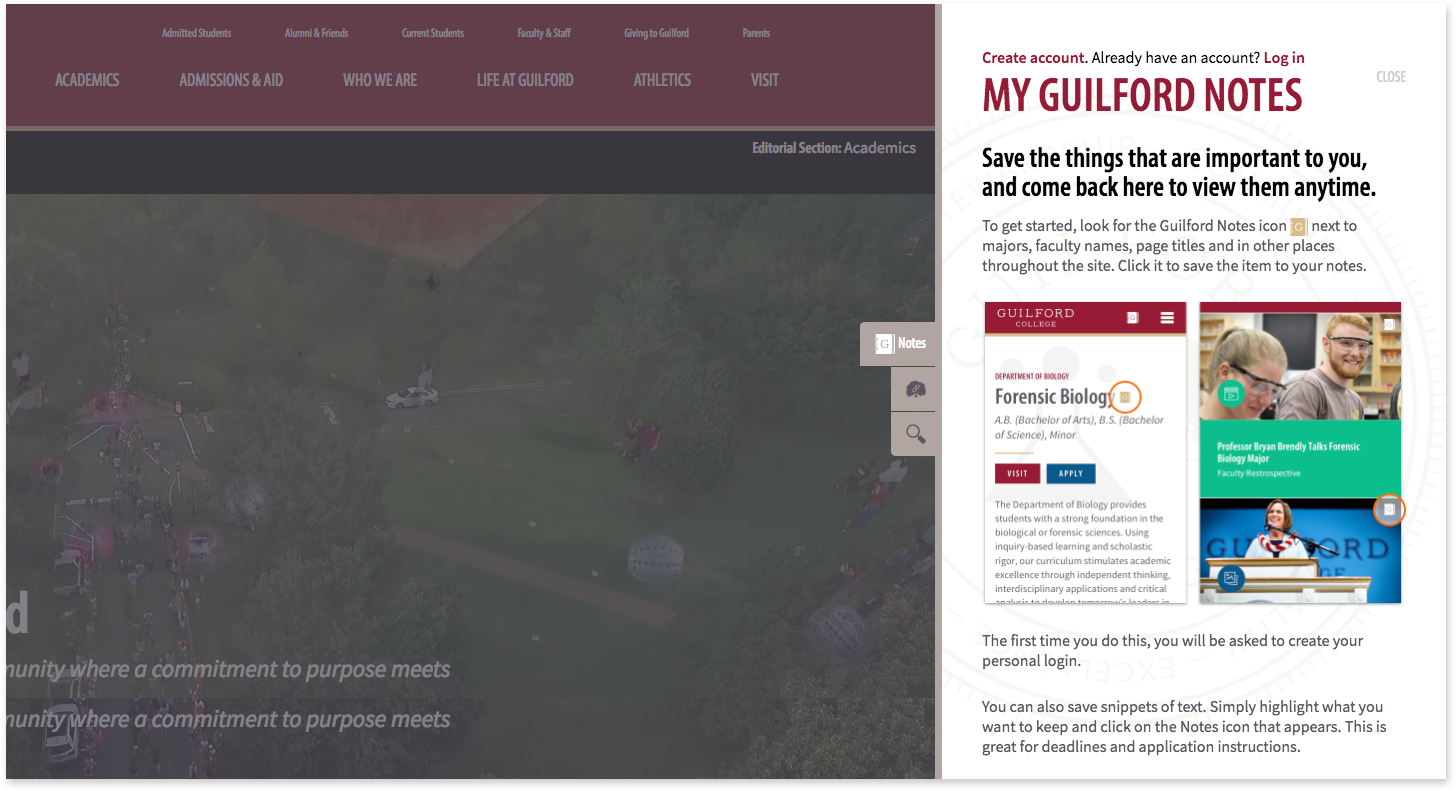 Admitted Students Alumni & Friends Current Students Faculty & Staff Giving to Guilford Parents
ACADEMICS ADMISSIONS & AID WHO WE ARE LIFE AT GUILFORD ATHLETICS VISIT
Editorial Section: Academics
G Notes
d
munity where a commitment to purpose meets
munity where a commitment to purpose meets
Create account. Already have an account? Log in
MY GUILFORD NOTES
CLOSE
Save the things that are important to you,
and come back here to view them anytime.
To get started, look for the Guilford Notes icon G next to
majors, faculty names, page titles and in other places
throughout the site. Click it to save the item to your notes.
GUILFORD
COLLEGE
DEPARTMENT OF BIOLOGY
Forensic Biology
A.B. (Bachelor of Arts), B.S. (Bachelor
of Science), Minor
VISIT APPLY
The Department of Biology provides
students with a strong foundation in the
biological or forensic sciences. Using
inquiry-based learning and scholastic
rigor, our curriculum stimulates academic
excellence through independent thinking,
interdisciplinary applications and critical
analysis to develop tomorrow's leaders in
Professor Bryan Brendly Talks Forensic
Biology Major
Faculty Restrospective
GUILFORD
GE
The first time you do this, you will be asked to create your
personal login.
You can also save snippets of text. Simply highlight what you
want to keep and click on the Notes icon that appears. This is
great for deadlines and application instructions.